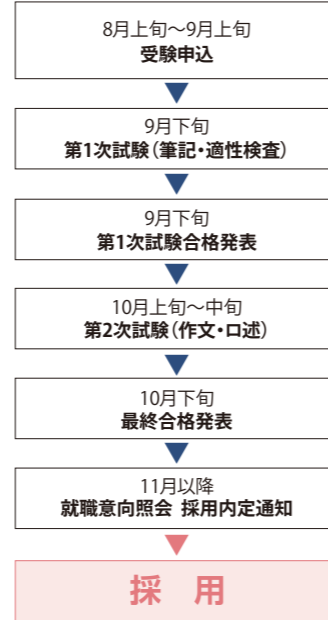 8月上旬～9月上旬
受験申込
9月下旬
第1次試験（筆記・適性検査）
9月下旬
第1次試験合格発表
10月上旬～中旬
第2次試験（作文・口述）
10月下旬
最終合格発表
11月以降
就職意向照会 採用内定通知
採 用